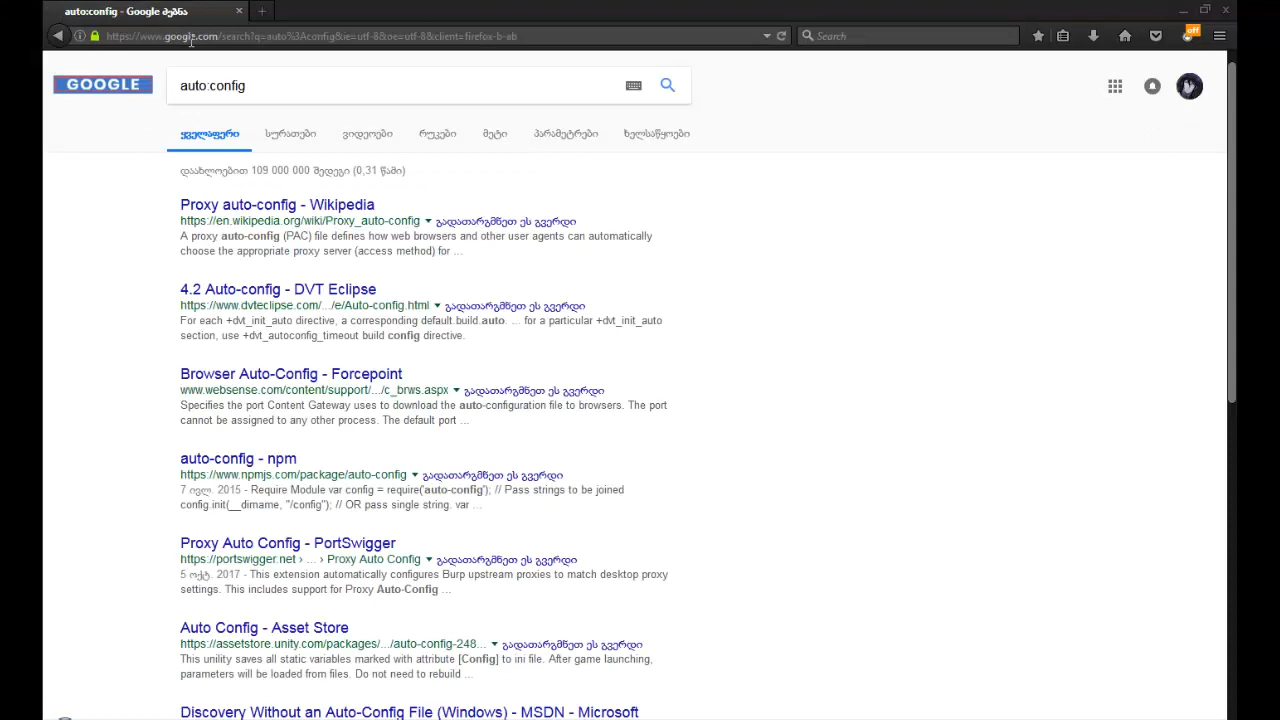 auto:config - Google ძებნა
https://www.google.com/search?q=auto%3Aconfig&ie=utf-8&oe=utf-8&client=firefox-b-ab
Search
off
GOOGLE
auto:config
ყველაფერი სურათები ვიდეოები რუკები მეტი პარამეტრები ხელსაწყოები
დაახლოებით 109 000 000 შედეგი (0,31 წამი)
Proxy auto-config - Wikipedia
https://en.wikipedia.org/wiki/Proxy_auto-config გადათარგმნეთ ეს გვერდი
A proxy auto-config (PAC) file defines how web browsers and other user agents can automatically
choose the appropriate proxy server (access method) for ...
4.2 Auto-config - DVT Eclipse
https://www.dvteclipse.com/.../e/Auto-config.html გადათარგმნეთ ეს გვერდი
For each +dvt_init_auto directive, a corresponding default.build.auto. ... for a particular +dvt_init_auto
section, use +dvt_autoconfig_timeout build config directive.
Browser Auto-Config - Forcepoint
www.websense.com/content/support/.../c_brws.aspx გადათარგმნეთ ეს გვერდი
Specifies the port Content Gateway uses to download the auto-configuration file to browsers. The port
cannot be assigned to any other process. The default port ...
auto-config - npm
https://www.npmjs.com/package/auto-config გადათარგმნეთ ეს გვერდი
7 ივლ. 2015 - Require Module var config = require('auto-config'); // Pass strings to be joined
config.init(__dirname, "/config"); // OR pass single string. var ...
Proxy Auto Config - PortSwigger
https://portswigger.net › ... › Proxy Auto Config გადათარგმნეთ ეს გვერდი
5 ოქტ. 2017 - This extension automatically configures Burp upstream proxies to match desktop proxy
settings. This includes support for Proxy Auto-Config ...
Auto Config - Asset Store
https://assetstore.unity.com/packages/.../auto-config-248... გადათარგმნეთ ეს გვერდი
This unility saves all static variables marked with attribute [Config] to ini file. After game launching,
parameters will be loaded from files. Do not need to rebuild ...
Discovery Without an Auto-Config File (Windows) - MSDN - Microsoft